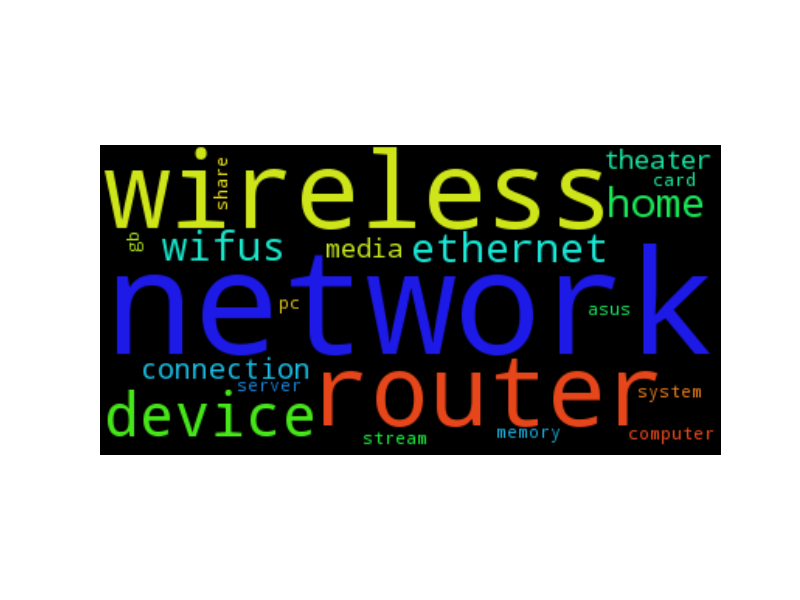 wireless
share
theater
card
home
gb
wifus
media
ethernet
network
pc
asus
connection
server
router
device
system
stream
memory
computer